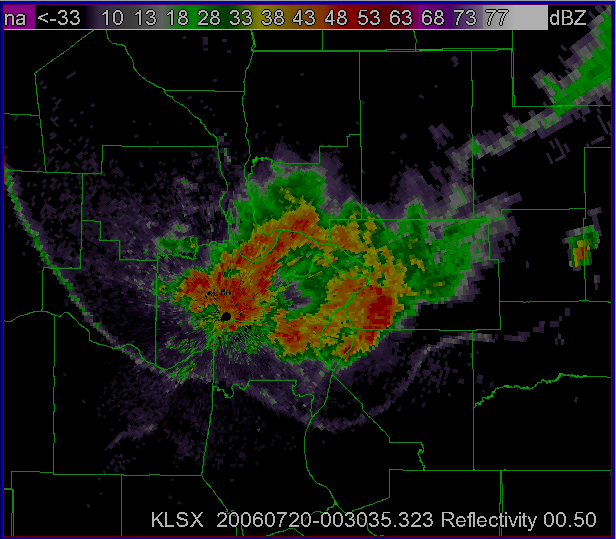 na <-33 10 13 18 28 33 38 43 48 53 63 68 73 77 dBZ
KLSX 20060720-003035.323 Reflectivity 00.50